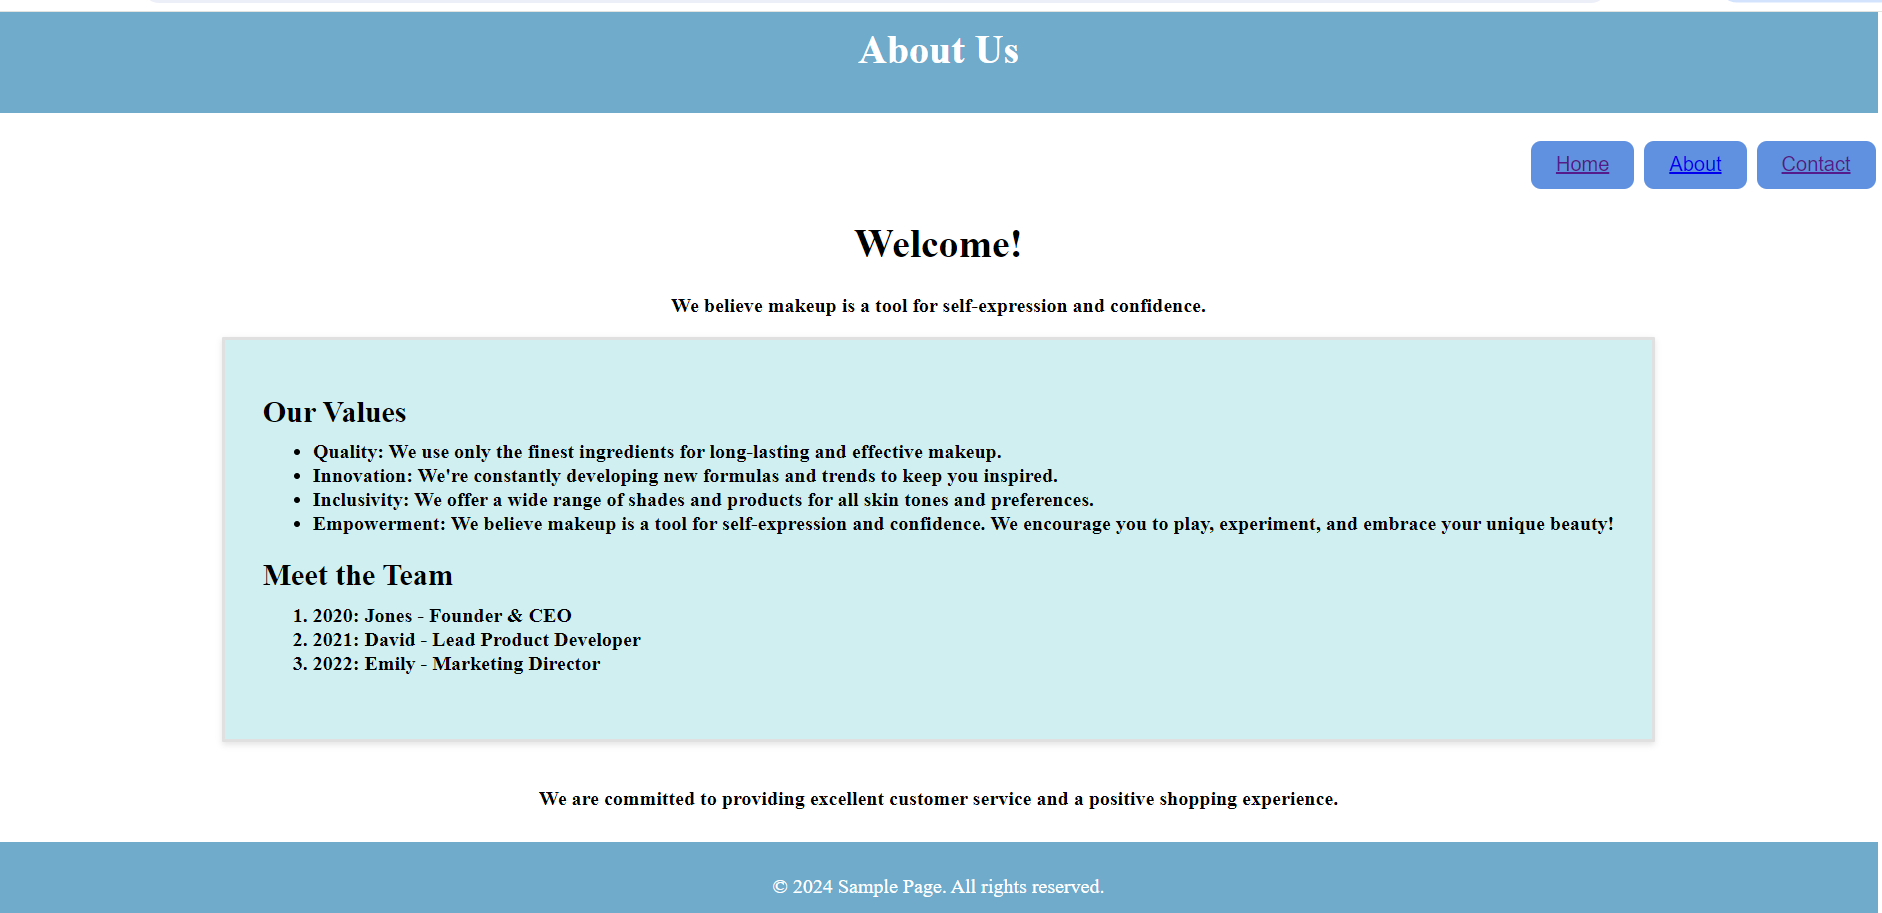 About Us
Home About Contact
Welcome!
We believe makeup is a tool for self-expression and confidence.
Our Values
• Quality: We use only the finest ingredients for long-lasting and effective makeup.
• Innovation: We're constantly developing new formulas and trends to keep you inspired.
• Inclusivity: We offer a wide range of shades and products for all skin tones and preferences.
• Empowerment: We believe makeup is a tool for self-expression and confidence. We encourage you to play, experiment, and embrace your unique beauty!
Meet the Team
1. 2020: Jones - Founder & CEO
2. 2021: David - Lead Product Developer
3. 2022: Emily - Marketing Director
We are committed to providing excellent customer service and a positive shopping experience.
© 2024 Sample Page. All rights reserved.